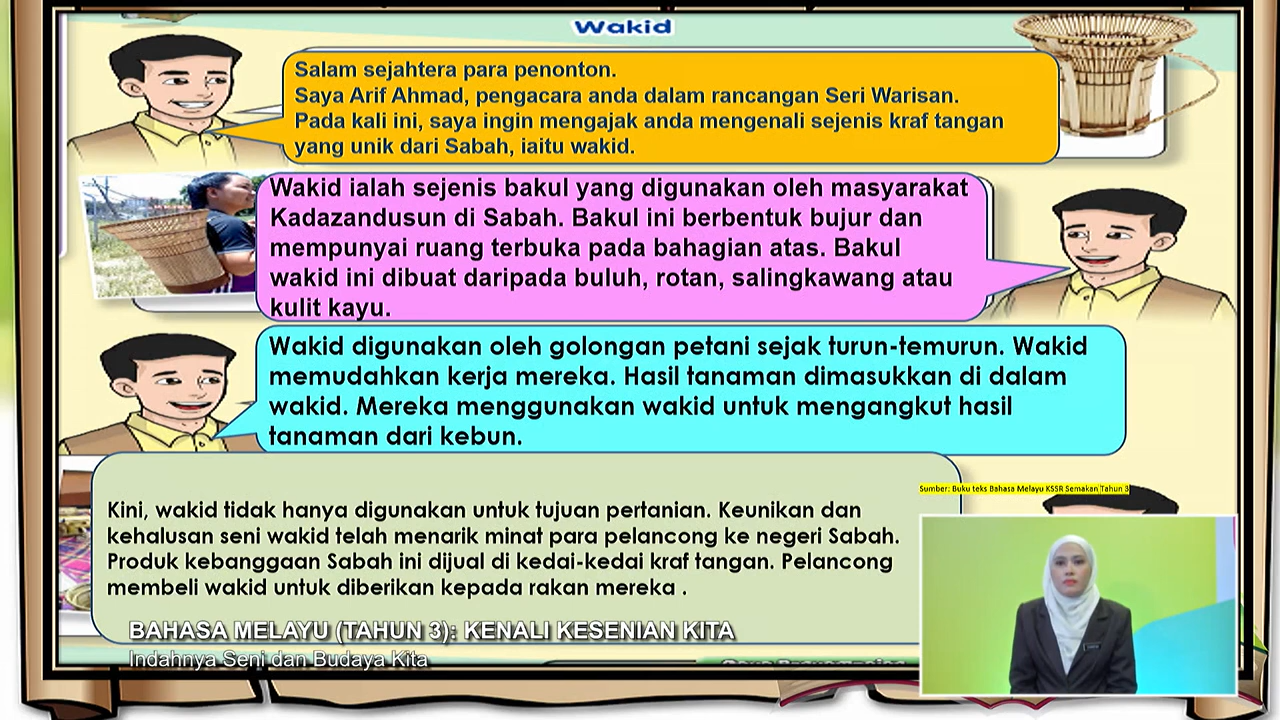 Wakid
Salam sejahtera para penonton.
Saya Arif Ahmad, pengacara anda dalam rancangan Seri Warisan.
Pada kali ini, saya ingin mengajak anda mengenali sejenis kraf tangan
yang unik dari Sabah, iaitu wakid.
Wakid ialah sejenis bakul yang digunakan oleh masyarakat
Kadazandusun di Sabah. Bakul ini berbentuk bujur dan
mempunyai ruang terbuka pada bahagian atas. Bakul
wakid ini dibuat daripada buluh, rotan, salingkawang atau
kulit kayu.
Wakid digunakan oleh golongan petani sejak turun-temurun. Wakid
memudahkan kerja mereka. Hasil tanaman dimasukkan di dalam
wakid. Mereka menggunakan wakid untuk mengangkut hasil
tanaman dari kebun.
Sumber: Buku teks Bahasa Melayu KSSR Semakan Tahun 3
Kini, wakid tidak hanya digunakan untuk tujuan pertanian. Keunikan dan
kehalusan seni wakid telah menarik minat para pelancong ke negeri Sabah.
Produk kebanggaan Sabah ini dijual di kedai-kedai kraf tangan. Pelancong
membeli wakid untuk diberikan kepada rakan mereka .
BAHASA MELAYU (TAHUN 3): KENALI KESENIAN KITA
Indahnya Seni dan Budaya Kita